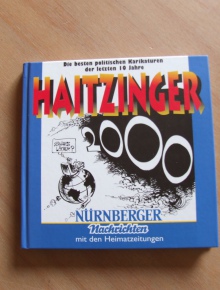 Die besten politischen Karikaturen
der letzten 10 Jahre
HAITZINGER
2000
NÜRNBERGER
Nachrichten
mit den Heimatzeitungen